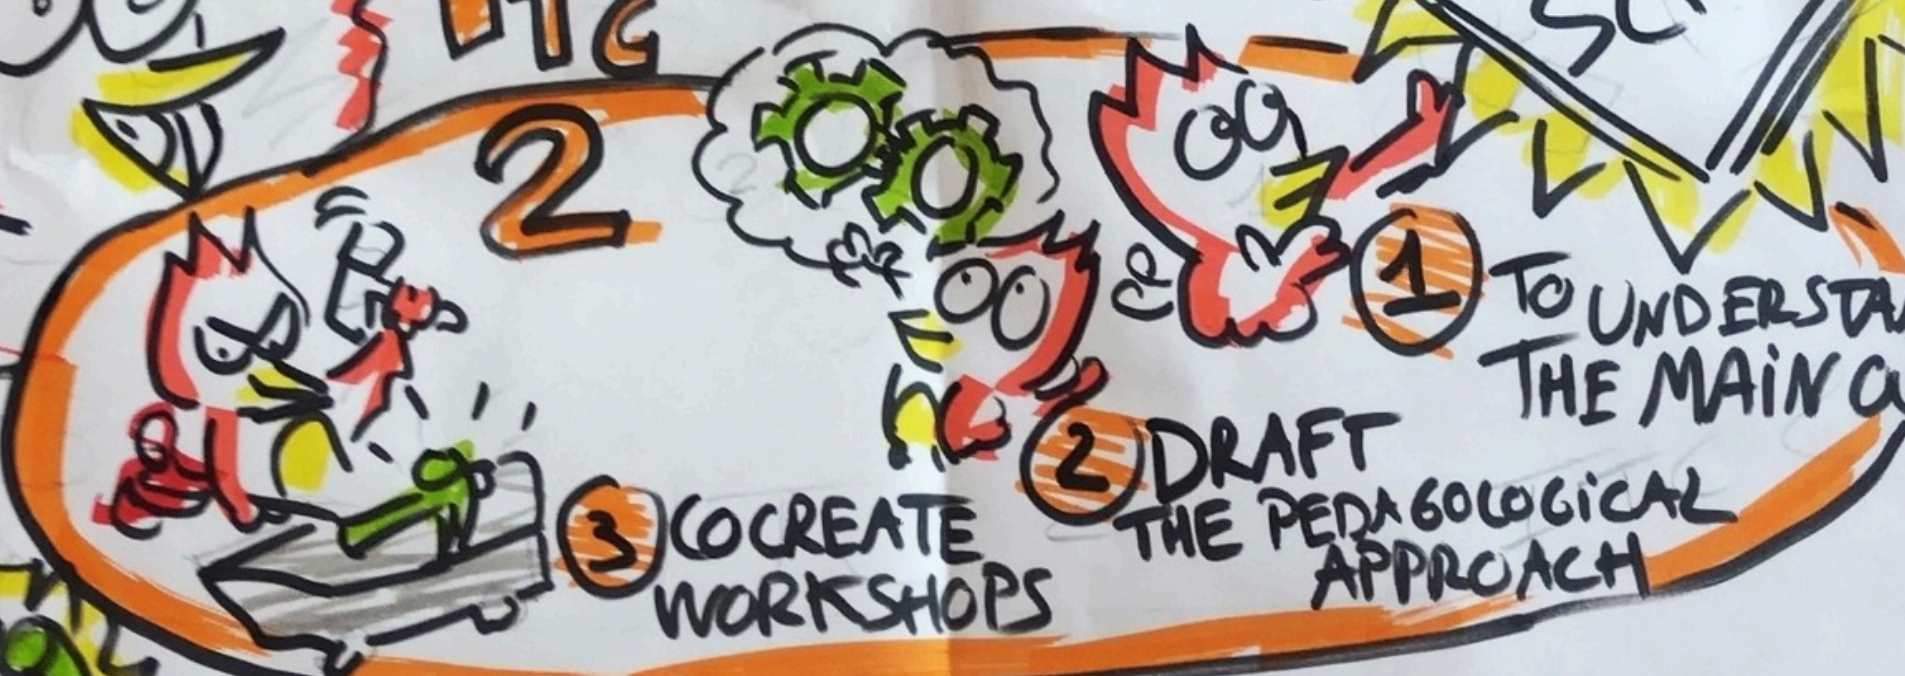 2
1 TO UNDERSTA
THE MAIN
2 DRAFT
THE PEDAGOLOGiCAL
APPROACH
3 COCREATE
WORKSHOPS